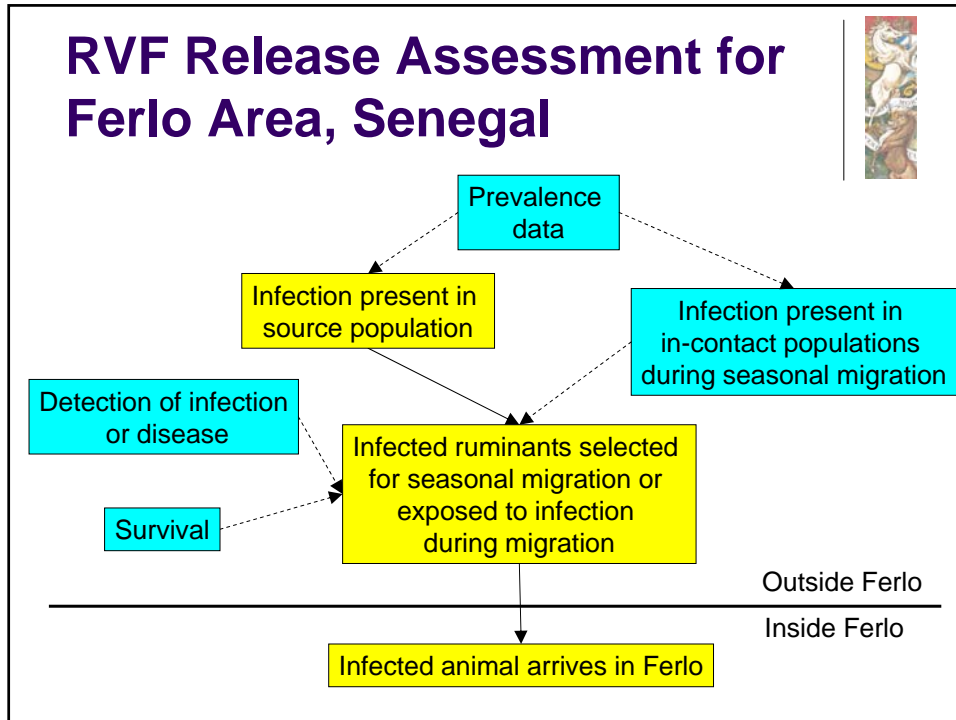 RVF Release Assessment for
Ferlo Area, Senegal
Prevalence
data
Infection present in
source population
Infection present in
in-contact populations
during seasonal migration
Detection of infection
or disease
Infected ruminants selected
for seasonal migration or
exposed to infection
during migration
Survival
Outside Ferlo
Inside Ferlo
Infected animal arrives in Ferlo